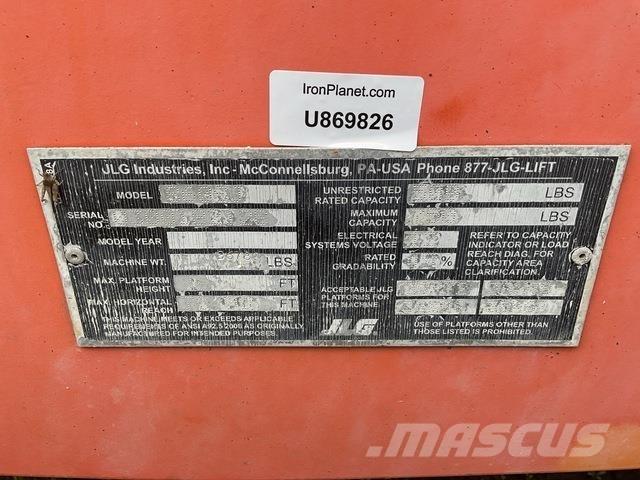 IronPlanet.com
U869826
JLG Industries, Inc - McConnellsburg, PA-USA Phone 877-JLG-LIFT
MODEL
SERIAL NO.
MODEL YEAR
MACHINE WT. LBS
MAX. PLATFORM HEIGHT FT
MAX. HORIZONTAL REACH FT
THIS MACHINE MEETS OR EXCEEDS APPLICABLE
REQUIREMENTS OF ANSI A92.5 2006 AS ORIGINALLY
MANUFACTURED FOR INTENDED PURPOSES.
UNRESTRICTED RATED CAPACITY LBS
MAXIMUM CAPACITY LBS
ELECTRICAL SYSTEMS VOLTAGE
RATED GRADABILITY %
REFER TO CAPACITY
INDICATOR OR LOAD
REACH DIAG. FOR
CAPACITY AREA
CLARIFICATION.
ACCEPTABLE JLG
PLATFORMS FOR
THIS MACHINE
JLG
USE OF PLATFORMS OTHER THAN
THOSE LISTED IS PROHIBITED.
MASCUS